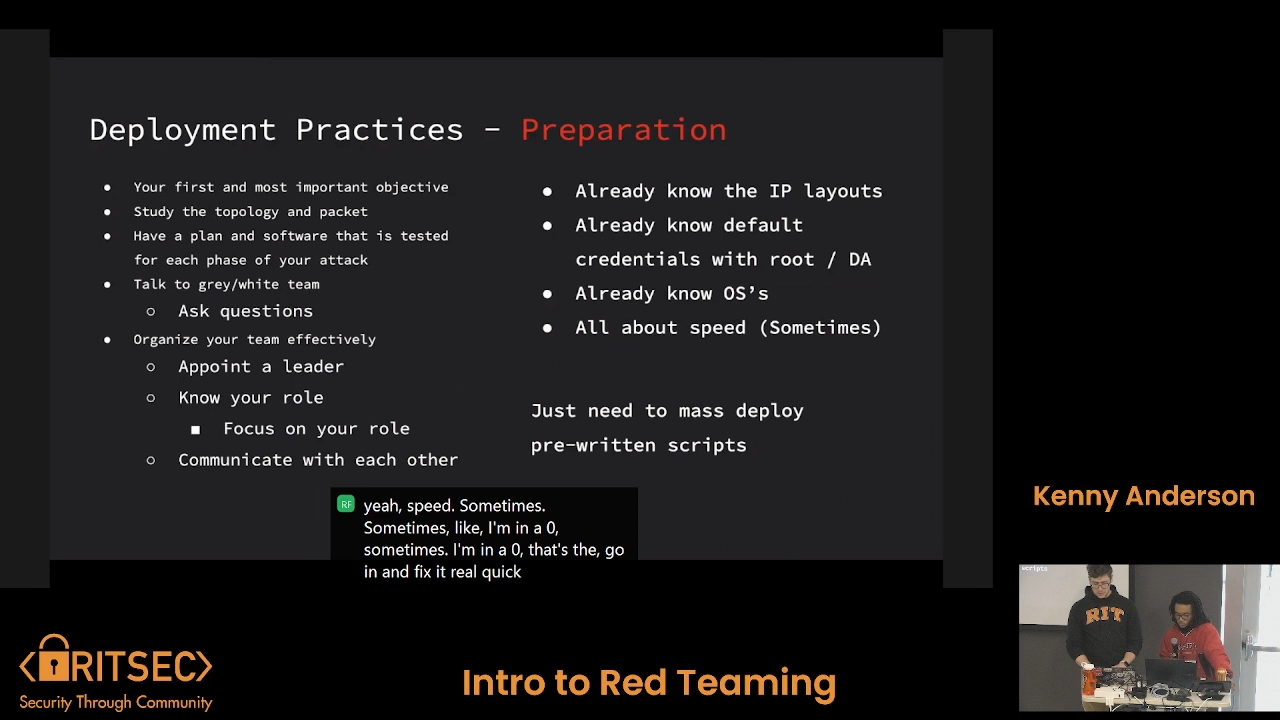 Deployment Practices - Preparation
● Your first and most important objective
● Study the topology and packet
● Have a plan and software that is tested
for each phase of your attack
● Talk to grey/white team
○ Ask questions
● Organize your team effectively
○ Appoint a leader
○ Know your role
■ Focus on your role
○ Communicate with each other
● Already know the IP layouts
● Already know default
credentials with root / DA
● Already know OS’s
● All about speed (Sometimes)
Just need to mass deploy
pre-written scripts
RF
yeah, speed. Sometimes.
Sometimes, like, I'm in a 0,
sometimes. I'm in a 0, that's the, go
in and fix it real quick
Kenny Anderson
scripts
RIT
<RITSEC>
Security Through Community
Intro to Red Teaming